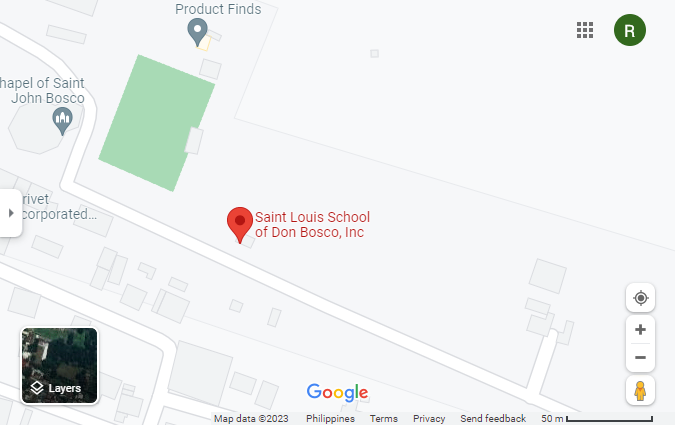 Product Finds
R
hapel of Saint
John Bosco
rivet
corporated...
Saint Louis School
of Don Bosco, Inc
Layers
Google
Map data ©2023 Philippines Terms Privacy Send feedback 50 m